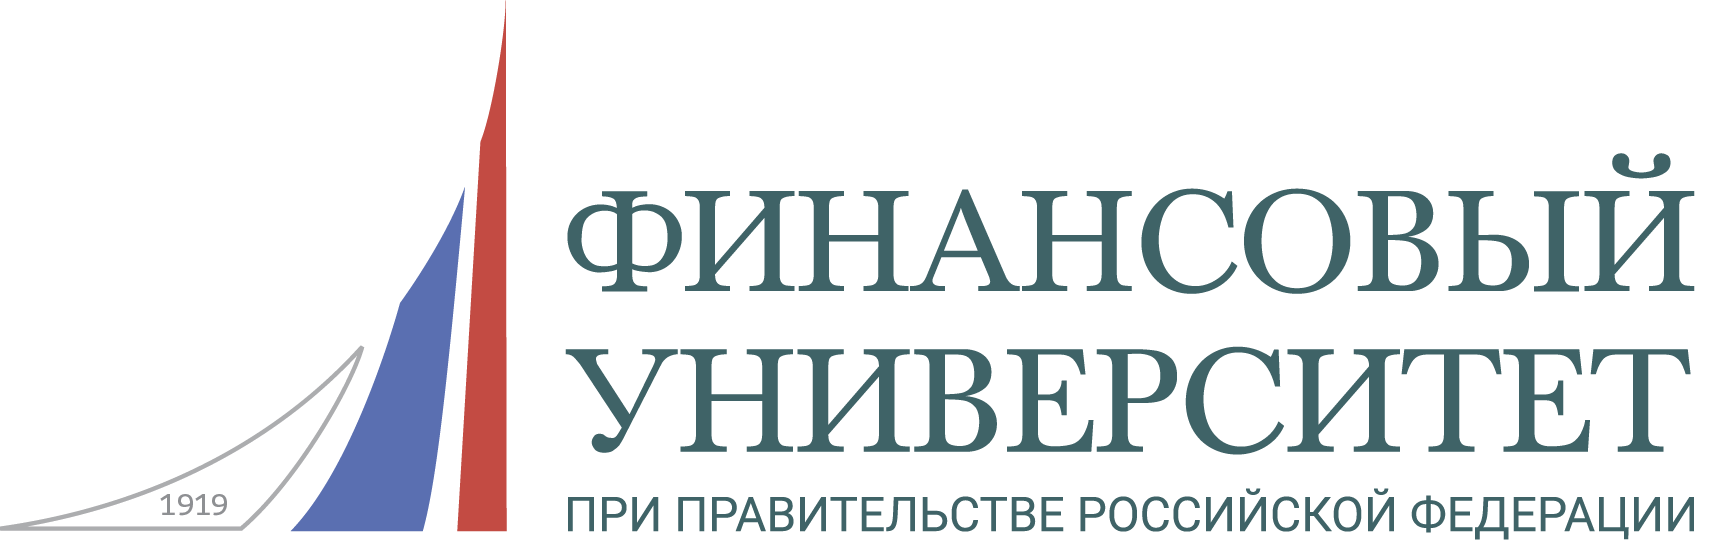 ФИНАНСОВЫЙ
УНИВЕРСИТЕТ
1919
ПРИ ПРАВИТЕЛЬСТВЕ РОССИЙСКОЙ ФЕДЕРАЦИИ